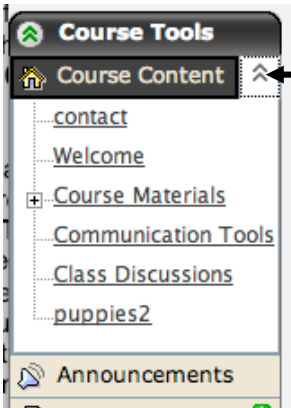 Course Tools
Course Content
contact
Welcome
Course Materials
Communication Tools
Class Discussions
puppies2
Announcements